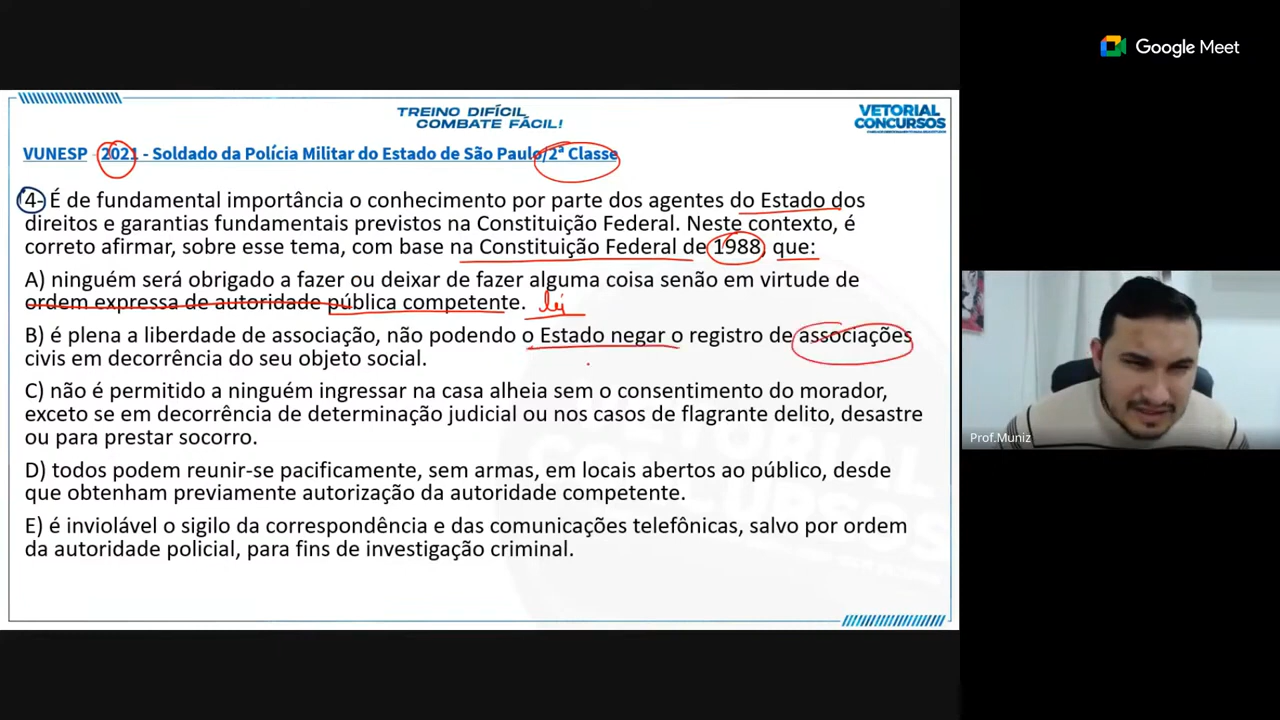 Google Meet
TREINO DIFÍCIL
COMBATE FÁCIL!
VETORIAL
CONCURSOS
VUNESP - 2021 - Soldado da Polícia Militar do Estado de São Paulo/2ª Classe
4- É de fundamental importância o conhecimento por parte dos agentes do Estado dos
direitos e garantias fundamentais previstos na Constituição Federal. Neste contexto, é
correto afirmar, sobre esse tema, com base na Constituição Federal de 1988, que:
A) ninguém será obrigado a fazer ou deixar de fazer alguma coisa senão em virtude de
ordem expressa de autoridade pública competente. lei
B) é plena a liberdade de associação, não podendo o Estado negar o registro de associações
civis em decorrência do seu objeto social.
C) não é permitido a ninguém ingressar na casa alheia sem o consentimento do morador,
exceto se em decorrência de determinação judicial ou nos casos de flagrante delito, desastre
ou para prestar socorro.
D) todos podem reunir-se pacificamente, sem armas, em locais abertos ao público, desde
que obtenham previamente autorização da autoridade competente.
E) é inviolável o sigilo da correspondência e das comunicações telefônicas, salvo por ordem
da autoridade policial, para fins de investigação criminal.
Prof.Muniz